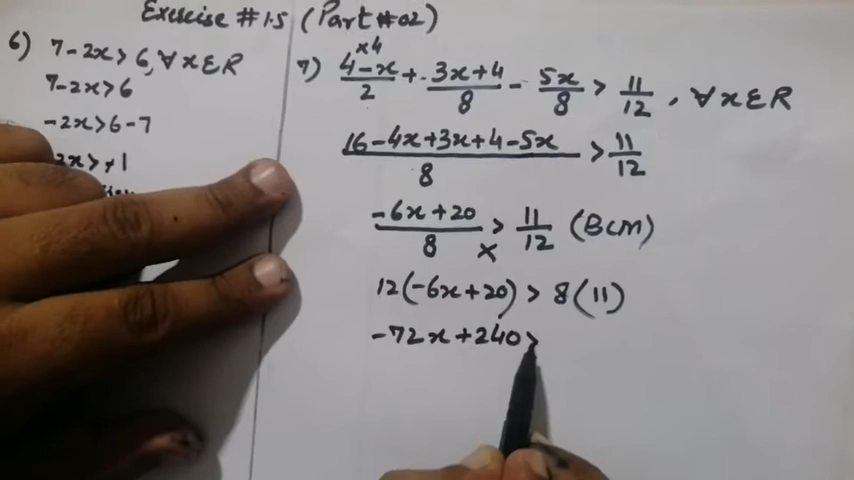 Exercise #1.5 (Part #02)
6) 7-2x>6, ∀xεR
7-2x>6
-2x>6-7
2x>+1
7) (4-x)/2 ×4 + (3x+4)/8 - 5x/8 > 11/12, ∀xεR
(16-4x+3x+4-5x)/8 > 11/12
(-6x+20)/8 > 11/12 (BCM)
×
12(-6x+20) > 8(11)
-72x+240>